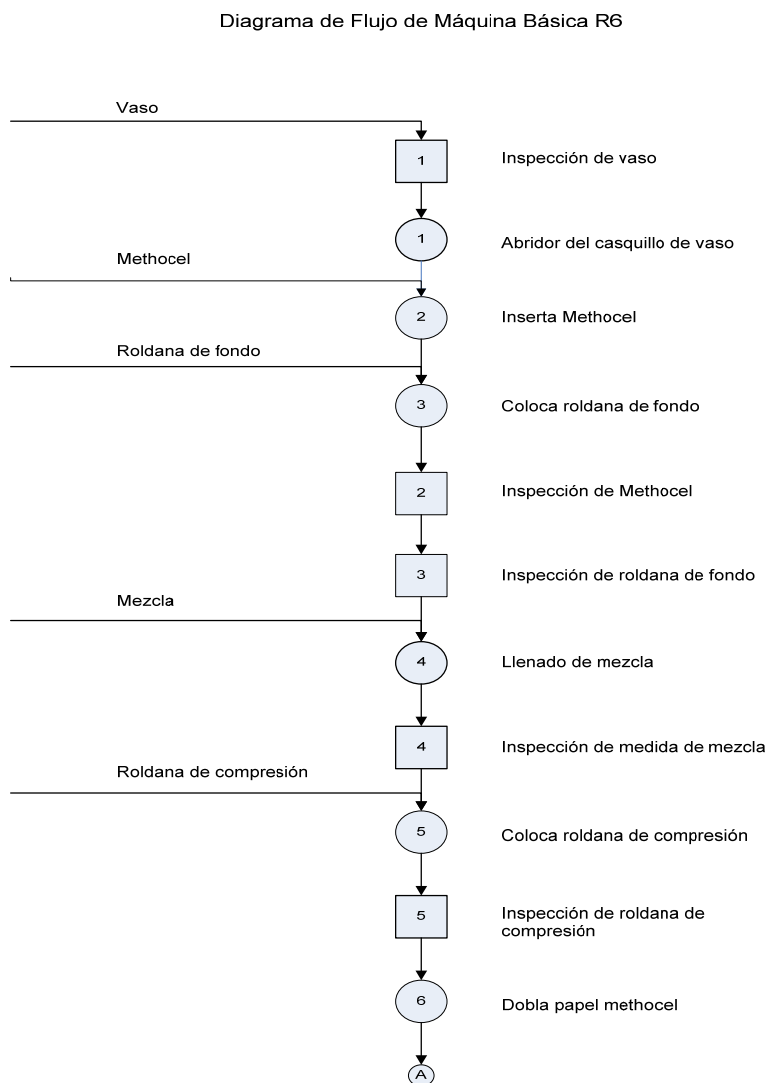 Diagrama de Flujo de Máquina Básica R6
Vaso
1
Inspección de vaso
1
Abridor del casquillo de vaso
Methocel
2
Inserta Methocel
Roldana de fondo
3
Coloca roldana de fondo
2
Inspección de Methocel
3
Inspección de roldana de fondo
Mezcla
4
Llenado de mezcla
4
Inspección de medida de mezcla
Roldana de compresión
5
Coloca roldana de compresión
5
Inspección de roldana de
compresión
6
Dobla papel methocel
A